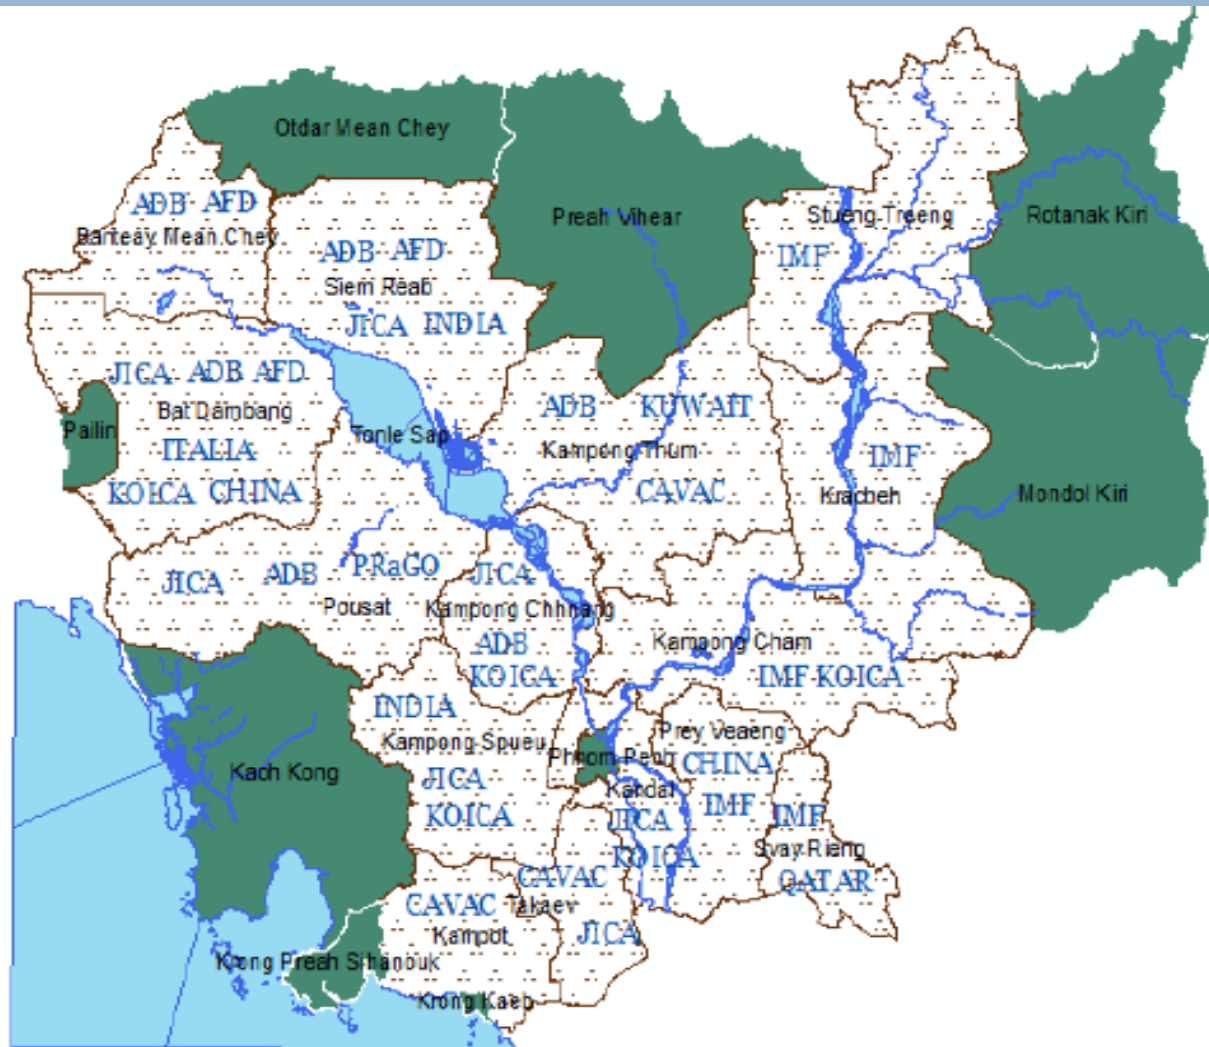 Otdar Mean Chey
ADB AFD
Banteay Mean Chey
Preah Vihear
Stueng Traeng
Rotanak Kiri
ADB AFD
Siem Reab
JICA INDIA
IMF
JICA ADB AFD
Bat Dambang
ITALIA
KOICA CHINA
Pailin
Tonle Sap
ADB KUWAIT
Kampong Thum
CAVAC
IMF
Kracheh
Mondol Kiri
JICA ADB PRaGO
Pousat
JICA
Kampong Chhnang
ADB
KOICA
Kampong Cham
IMF KOICA
INDIA
Kampong Spueu
JICA
KOICA
Kaoh Kong
Phnom Penh
Kandal
JICA
KOICA
Prey Veaeng
CHINA
IMF
IMF
Svay Rieng
QATAR
CAVAC
Takaev
JICA
CAVAC
Kampot
Krong Preah Sihanouk
Krong Kaeb